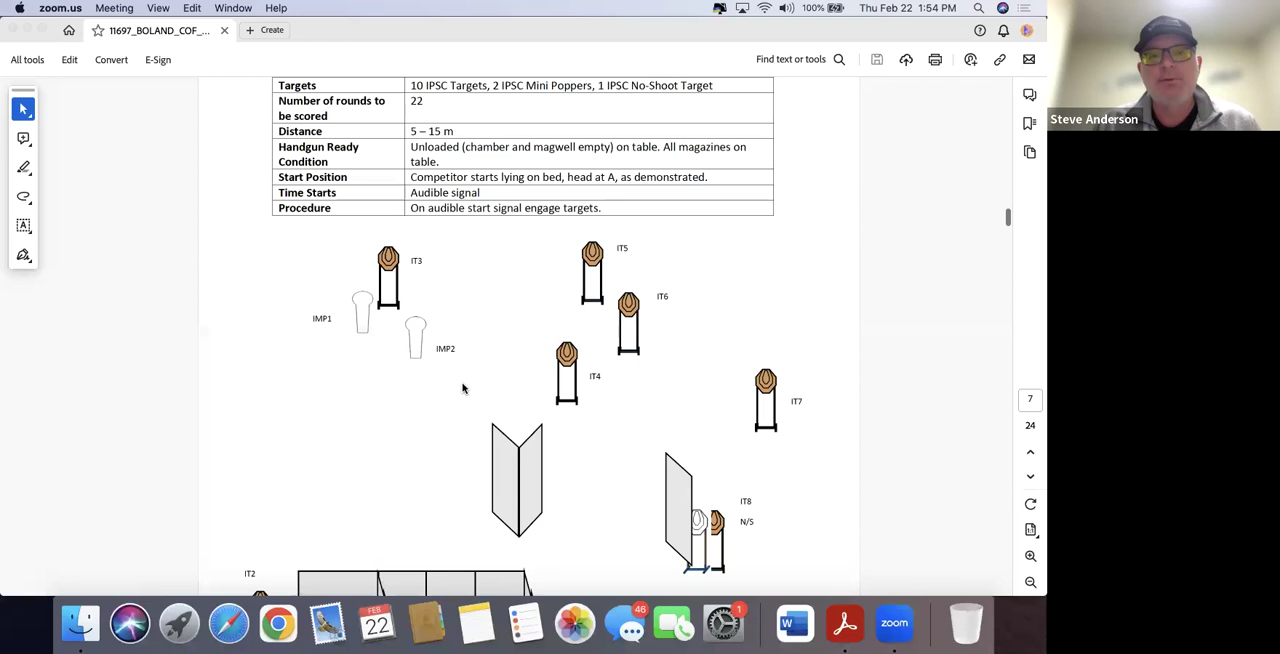 zoom.us Meeting View Edit Window Help 100% Thu Feb 22 1:54 PM
11697_BOLAND_COF_... Create
All tools Edit Convert E-Sign Find text or tools
Targets 10 IPSC Targets, 2 IPSC Mini Poppers, 1 IPSC No-Shoot Target
Number of rounds to be scored 22
Distance 5 – 15 m
Handgun Ready Condition Unloaded (chamber and magwell empty) on table. All magazines on table.
Start Position Competitor starts lying on bed, head at A, as demonstrated.
Time Starts Audible signal
Procedure On audible start signal engage targets.
Steve Anderson
IT3
IT5
IT6
IMP1
IMP2
IT4
IT7
7
24
IT8
N/S
IT2
FEB
22
46
1
zoom